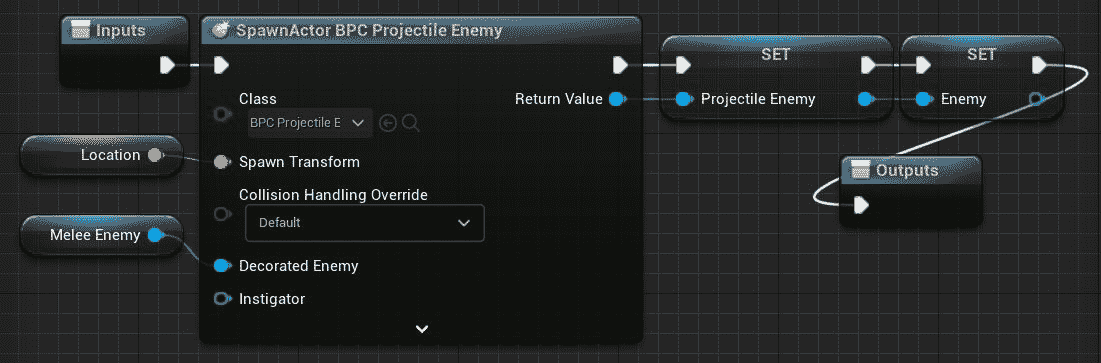 Inputs
SpawnActor BPC Projectile Enemy
Class
BPC Projectile E
Return Value
Location
Spawn Transform
Collision Handling Override
Default
Melee Enemy
Decorated Enemy
Instigator
SET
Projectile Enemy
SET
Enemy
Outputs